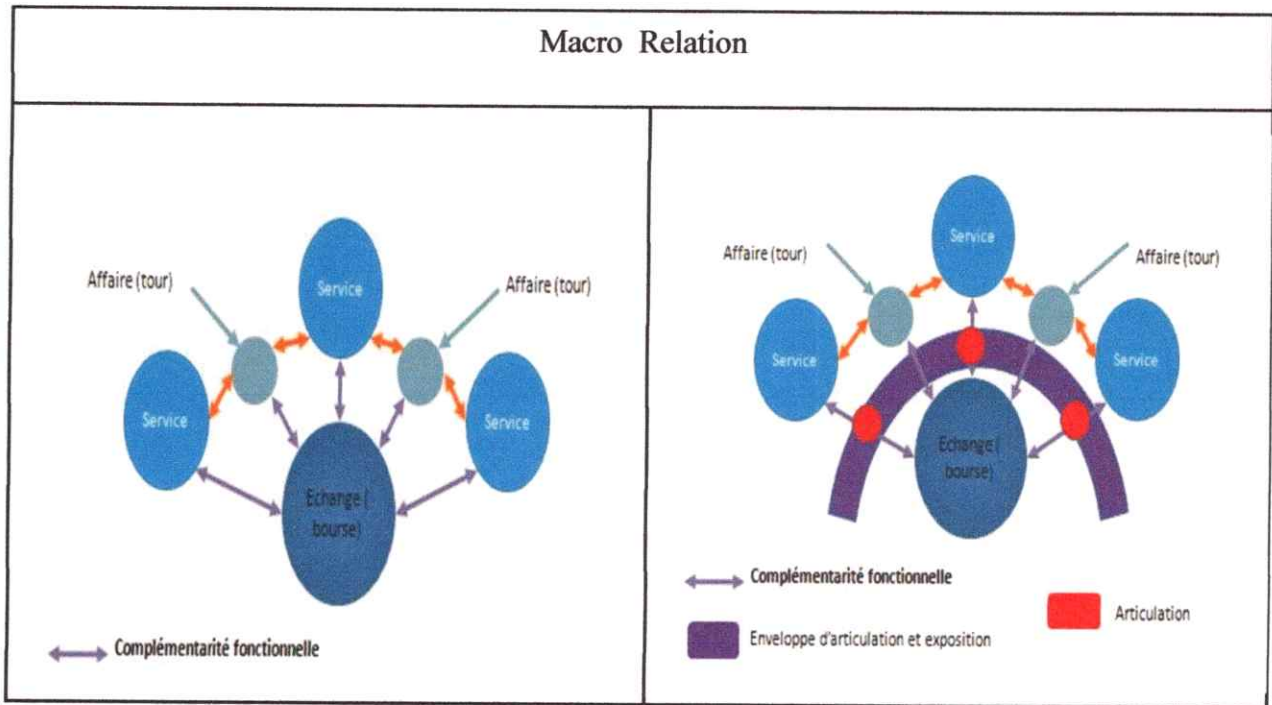 Macro Relation
Affaire (tour)
Service
Affaire (tour)
Service
Service
Echange (
bourse)
Complémentarité fonctionnelle
Affaire (tour)
Service
Affaire (tour)
Service
Service
Echange (
bourse)
Complémentarité fonctionnelle
Articulation
Enveloppe d'articulation et exposition